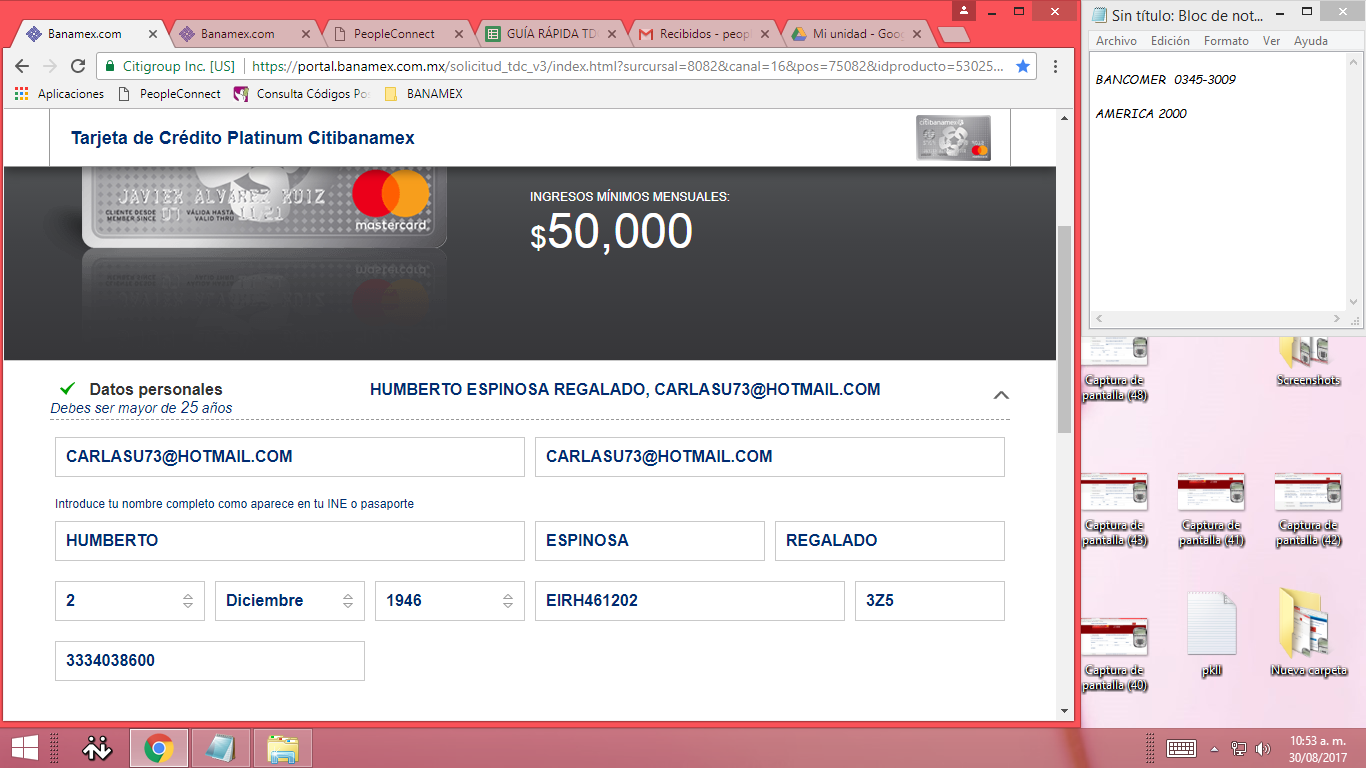 Banamex.com
Banamex.com
PeopleConnect
GUÍA RÁPIDA TD
Recibidos - peop
Mi unidad - Goo
Citigroup Inc. [US]
https://portal.banamex.com.mx/solicitud_tdc_v3/index.html?surcursal=8082&canal=16&pos=75082&idproducto=53025...
Aplicaciones
PeopleConnect
Consulta Códigos Pos
BANAMEX
Tarjeta de Crédito Platinum Citibanamex
citibanamex
JAVIER ALVAREZ RUIZ
CLIENTE DESDE
MEMBER SINCE
VÁLIDA HASTA
VALID THRU
11/21
mastercard
INGRESOS MÍNIMOS MENSUALES:
$50,000
Datos personales
HUMBERTO ESPINOSA REGALADO, CARLASU73@HOTMAIL.COM
Debes ser mayor de 25 años
CARLASU73@HOTMAIL.COM
CARLASU73@HOTMAIL.COM
Introduce tu nombre completo como aparece en tu INE o pasaporte
HUMBERTO
ESPINOSA
REGALADO
2
Diciembre
1946
EIRH461202
3Z5
3334038600
Sin título: Bloc de not...
Archivo Edición Formato Ver Ayuda
BANCOMER 0345-3009
AMERICA 2000
Captura de
pantalla (48)
Screenshots
Captura de
pantalla (43)
Captura de
pantalla (41)
Captura de
pantalla (42)
Captura de
pantalla (40)
pkll
Nueva carpeta
10:53 a. m.
30/08/2017